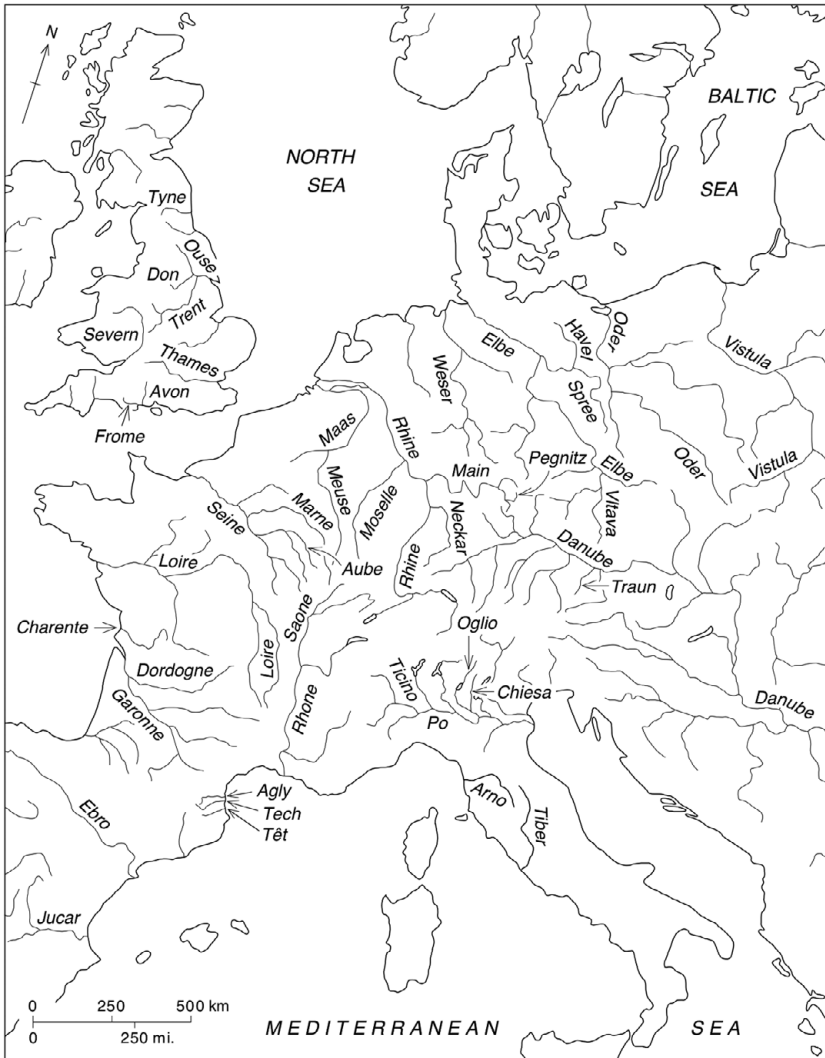 N
BALTIC
SEA
NORTH
SEA
Tyne
Ouse
Don
Trent
Severn
Thames
Avon
Frome
Elbe
Havel
Oder
Vistula
Weser
Spree
Maas
Rhine
Main
Pegnitz
Elbe
Oder
Vistula
Meuse
Moselle
Marne
Seine
Neckar
Vltava
Danube
Loire
Aube
Rhine
Traun
Saone
Oglio
Charente
Loire
Dordogne
Ticino
Chiesa
Danube
Garonne
Rhone
Po
Agly
Tech
Têt
Arno
Tiber
Ebro
Jucar
0 250 500 km
0 250 mi.
MEDITERRANEAN SEA